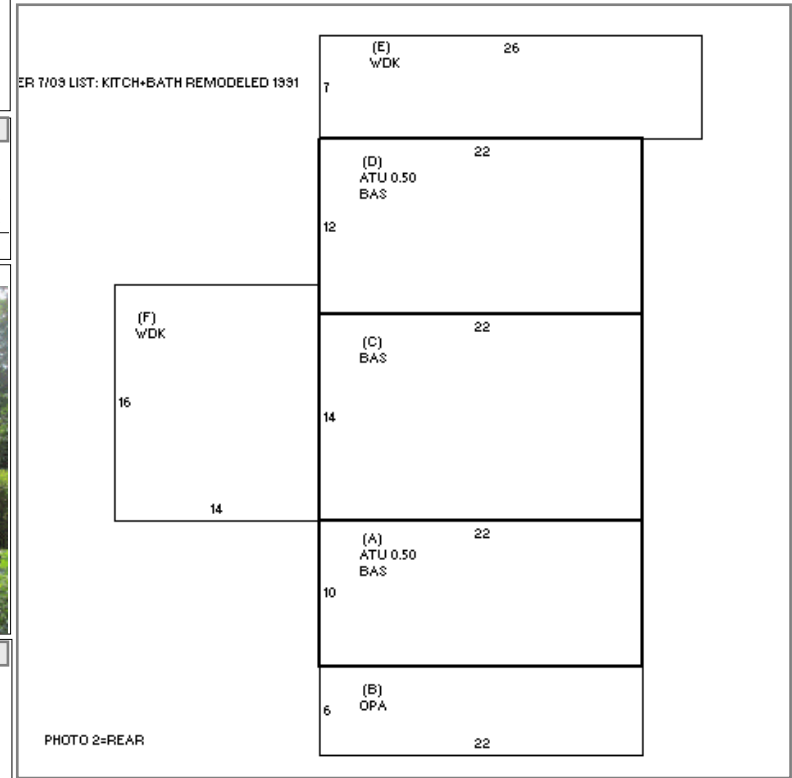 (E)
WDK
26
ER 7/09 LIST: KITCH+BATH REMODELED 1991
7
22
(D)
ATU 0.50
BAS
12
(F)
WDK
16
14
22
(C)
BAS
14
22
(A)
ATU 0.50
BAS
10
(B)
OPA
6
22
PHOTO 2=REAR